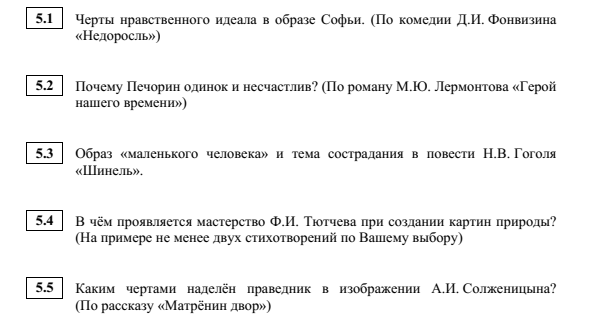 5.1 Черты нравственного идеала в образе Софьи. (По комедии Д.И. Фонвизина
«Недоросль»)
5.2 Почему Печорин одинок и несчастлив? (По роману М.Ю. Лермонтова «Герой
нашего времени»)
5.3 Образ «маленького человека» и тема сострадания в повести Н.В. Гоголя
«Шинель».
5.4 В чём проявляется мастерство Ф.И. Тютчева при создании картин природы?
(На примере не менее двух стихотворений по Вашему выбору)
5.5 Каким чертами наделён праведник в изображении А.И. Солженицына?
(По рассказу «Матрёнин двор»)